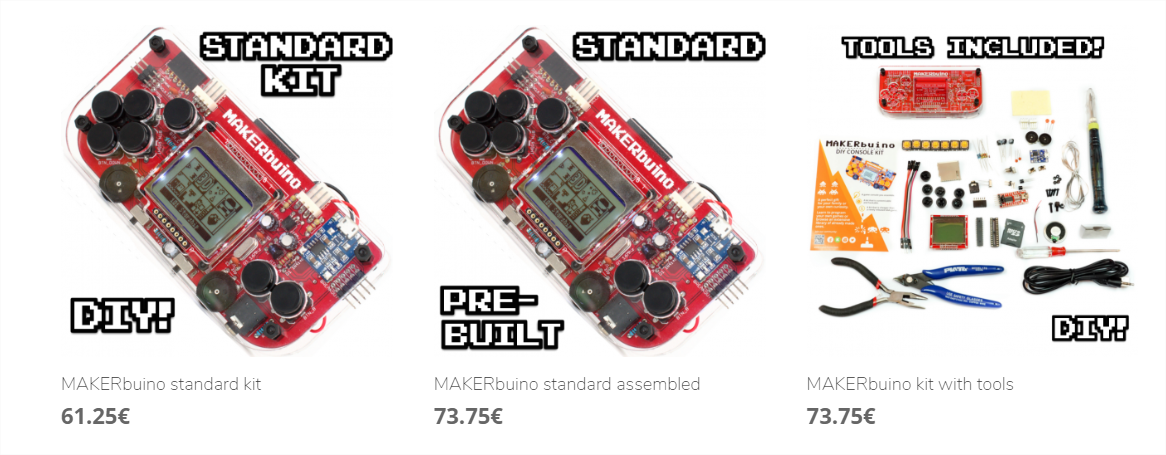 STANDARD
KIT
MAKERbuino
DIY!
MAKERbuino standard kit
61.25€
STANDARD
MAKERbuino
PRE-
BUILT
MAKERbuino standard assembled
73.75€
TOOLS INCLUDED!
MAKERbuino
MAKERbuino
DIY CONSOLE KIT
DIY!
MAKERbuino kit with tools
73.75€